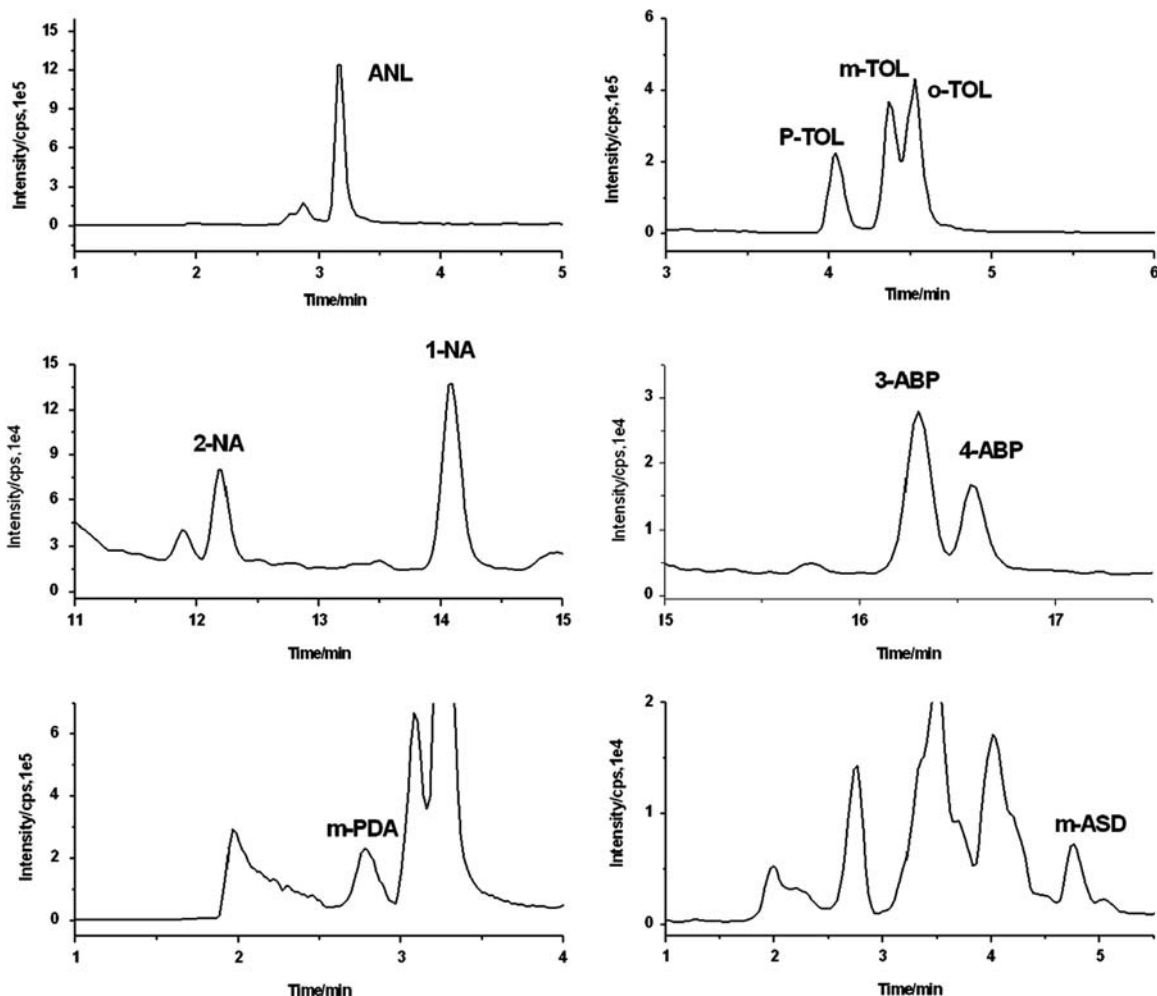 Intensity/cps,1e5
15
12
9
6
3
0
ANL
1
2
3
4
5
Time/min
Intensity/cps,1e5
6
4
2
0
P-TOL
m-TOL
o-TOL
3
4
5
6
Time/min
Intensity/cps,1e4
15
12
9
6
3
0
2-NA
1-NA
11
12
13
14
15
Time/min
Intensity/cps,1e4
3
2
1
0
3-ABP
4-ABP
15
16
17
Time/min
Intensity/cps,1e5
6
4
2
0
m-PDA
1
2
3
4
Time/min
Intensity/cps,1e4
2
1
0
m-ASD
1
2
3
4
5
Time/min